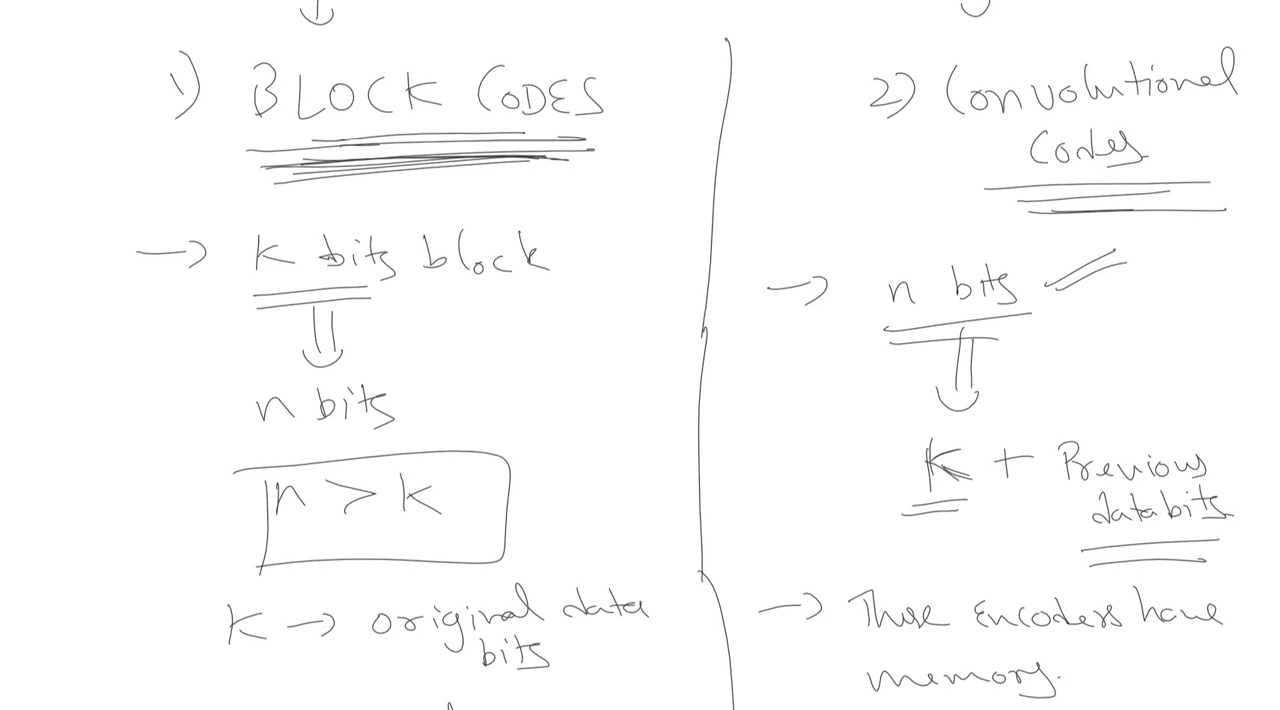 1) BLOCK CODES
→ k bits block
n bits
n > k
k → original data
bits
2) Convolutional
Codes
→ n bits
k + Previous
data bits
→ These Encoders have
memory.